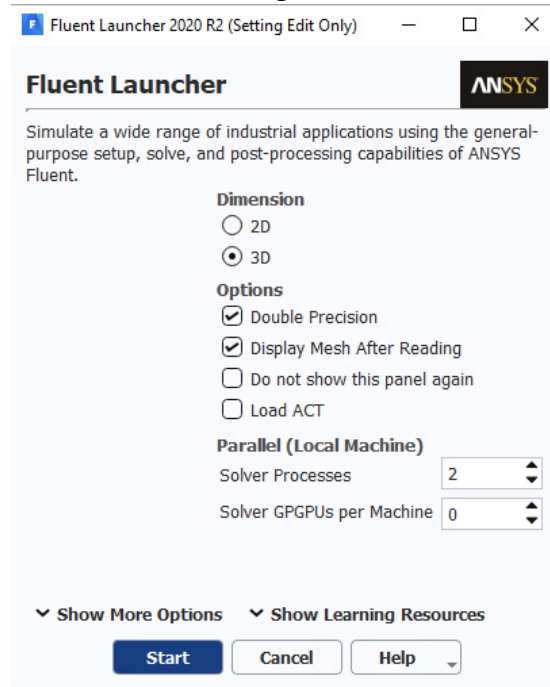 F Fluent Launcher 2020 R2 (Setting Edit Only)
Fluent Launcher
ANSYS
Simulate a wide range of industrial applications using the general-
purpose setup, solve, and post-processing capabilities of ANSYS
Fluent.
Dimension
2D
3D
Options
Double Precision
Display Mesh After Reading
Do not show this panel again
Load ACT
Parallel (Local Machine)
Solver Processes 2
Solver GPGPUs per Machine 0
Show More Options Show Learning Resources
Start Cancel Help